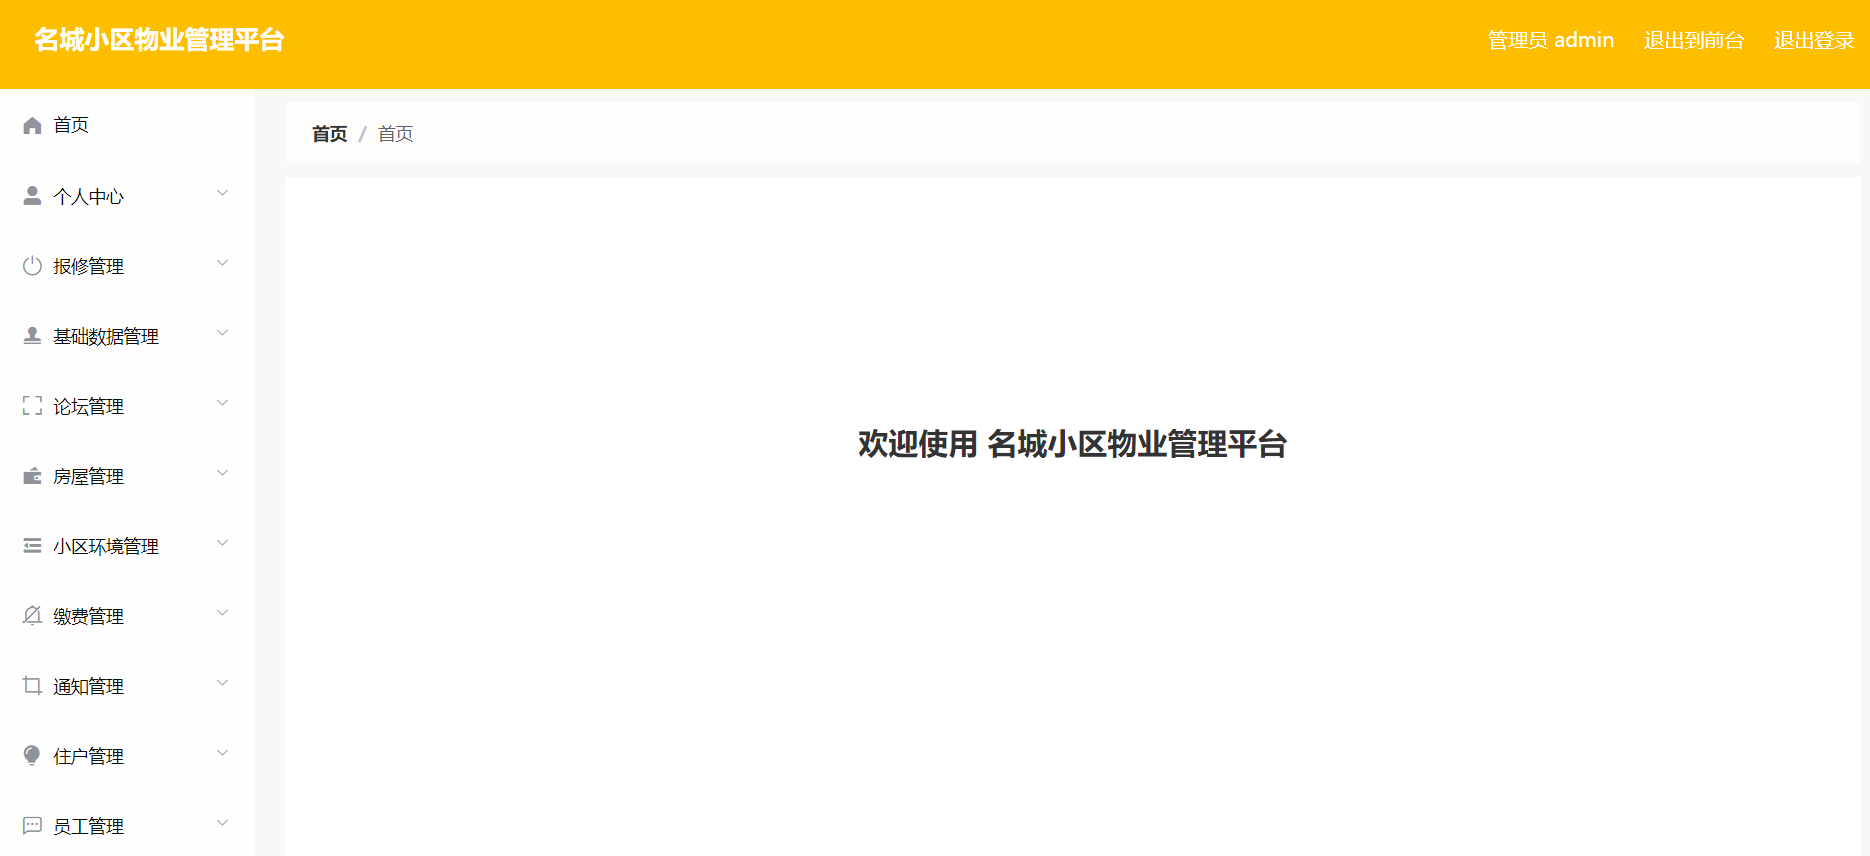 名城小区物业管理平台
管理员 admin 退出到前台 退出登录
首页
首页 / 首页
个人中心
报修管理
基础数据管理
论坛管理
欢迎使用 名城小区物业管理平台
房屋管理
小区环境管理
缴费管理
通知管理
住户管理
员工管理